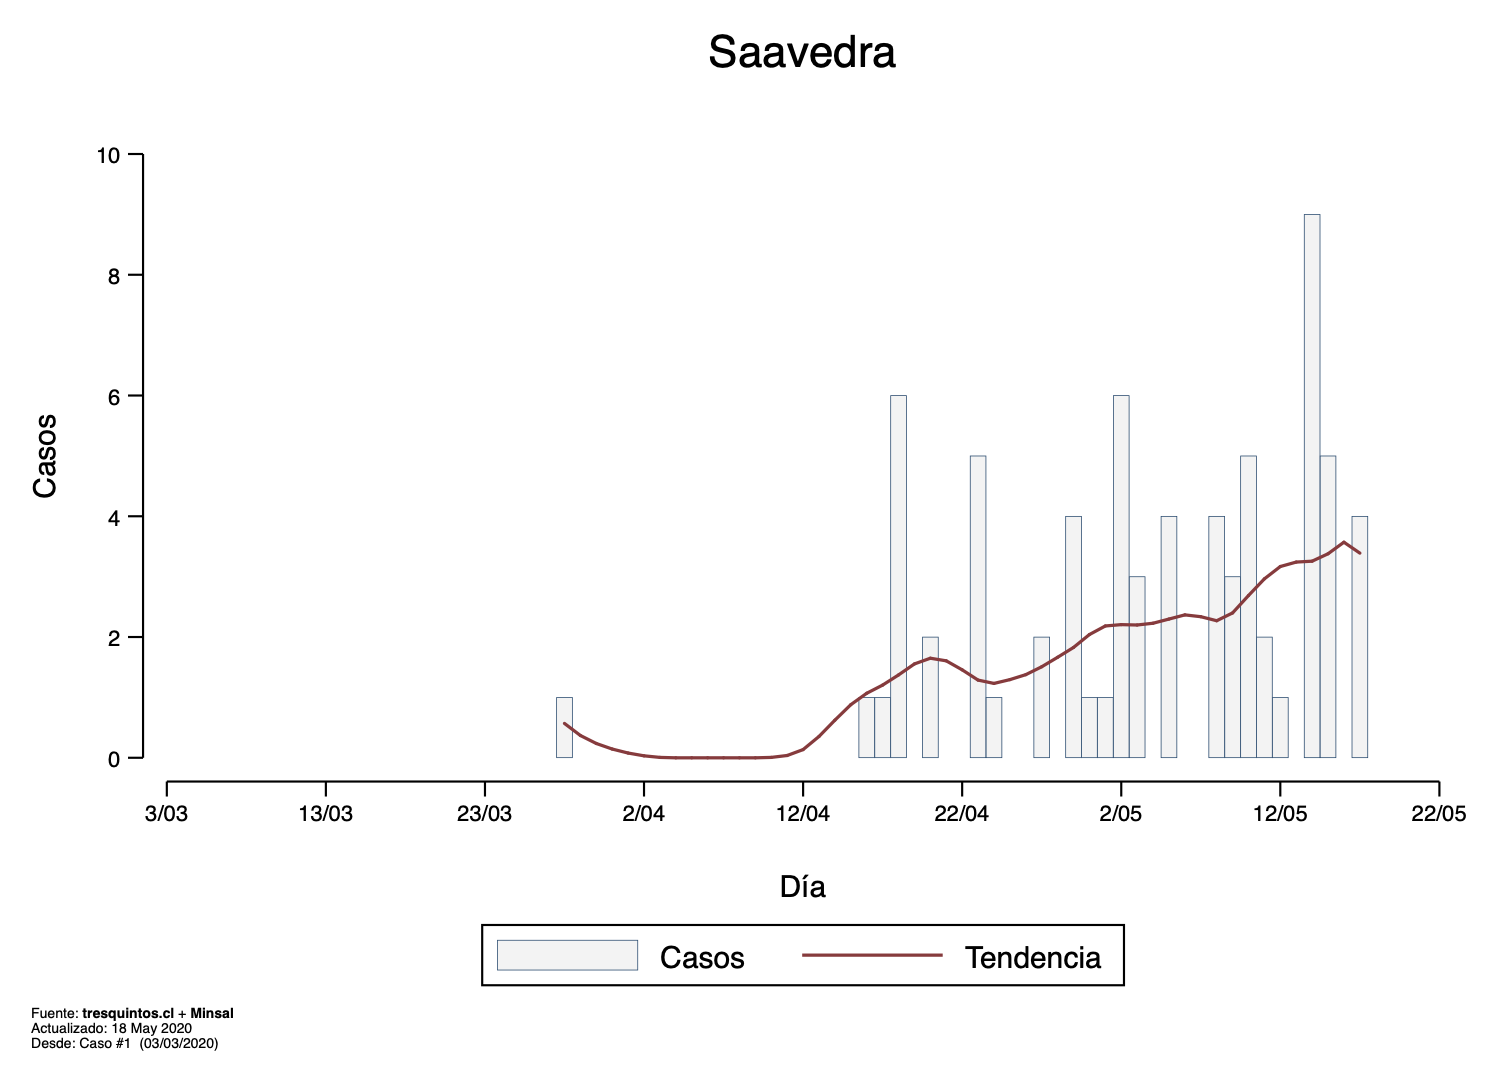 Saavedra
10
8
6
4
2
0
Casos
3/03 13/03 23/03 2/04 12/04 22/04 2/05 12/05 22/05
Día
Casos Tendencia
Fuente: tresquintos.cl + Minsal
Actualizado: 18 May 2020
Desde: Caso #1 (03/03/2020)